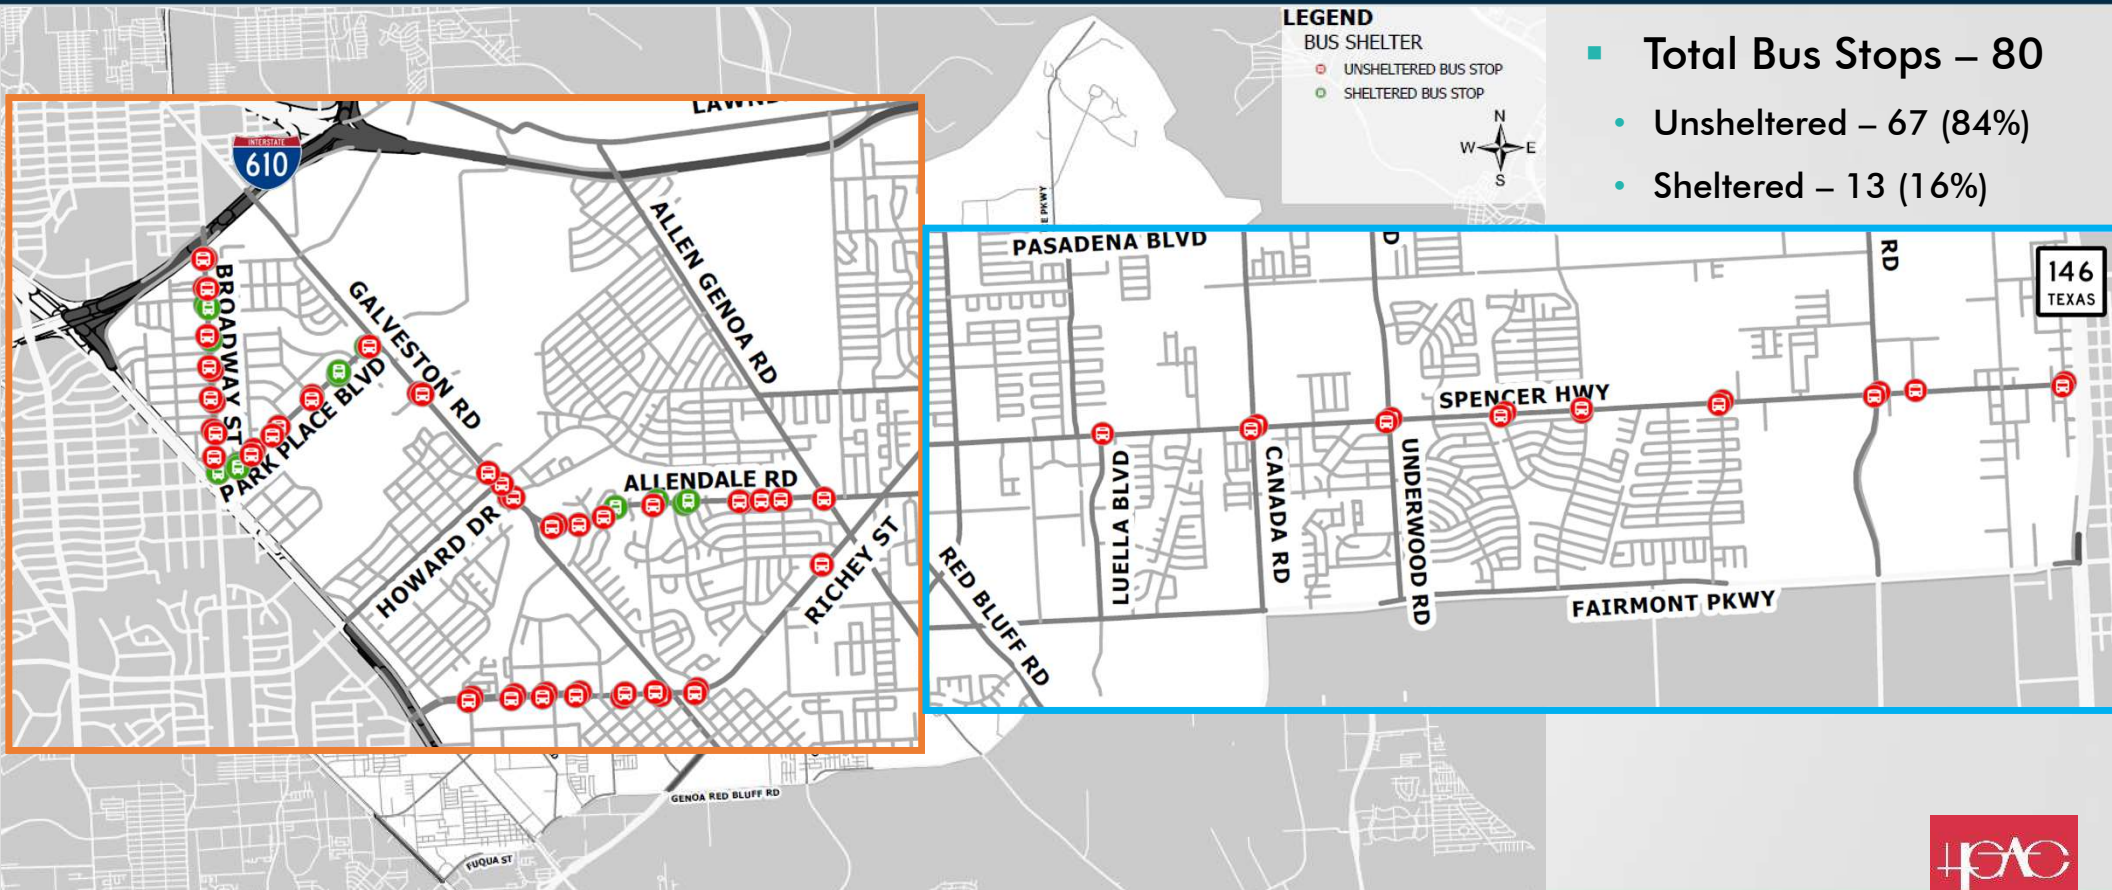 LEGEND
BUS SHELTER
UNSHELTERED BUS STOP
SHELTERED BUS STOP
N
W E
S
Total Bus Stops – 80
Unsheltered – 67 (84%)
Sheltered – 13 (16%)
INTERSTATE
610
BROADWAY ST
GALVESTON RD
PARK PLACE BLVD
ALLEN GENOA RD
ALLENDALE RD
HOWARD DR
RICHEY ST
PKWY
PASADENA BLVD
RD
146
TEXAS
SPENCER HWY
LUELLA BLVD
CANADA RD
UNDERWOOD RD
RED BLUFF RD
FAIRMONT PKWY
GENOA RED BLUFF RD
FUQUA ST